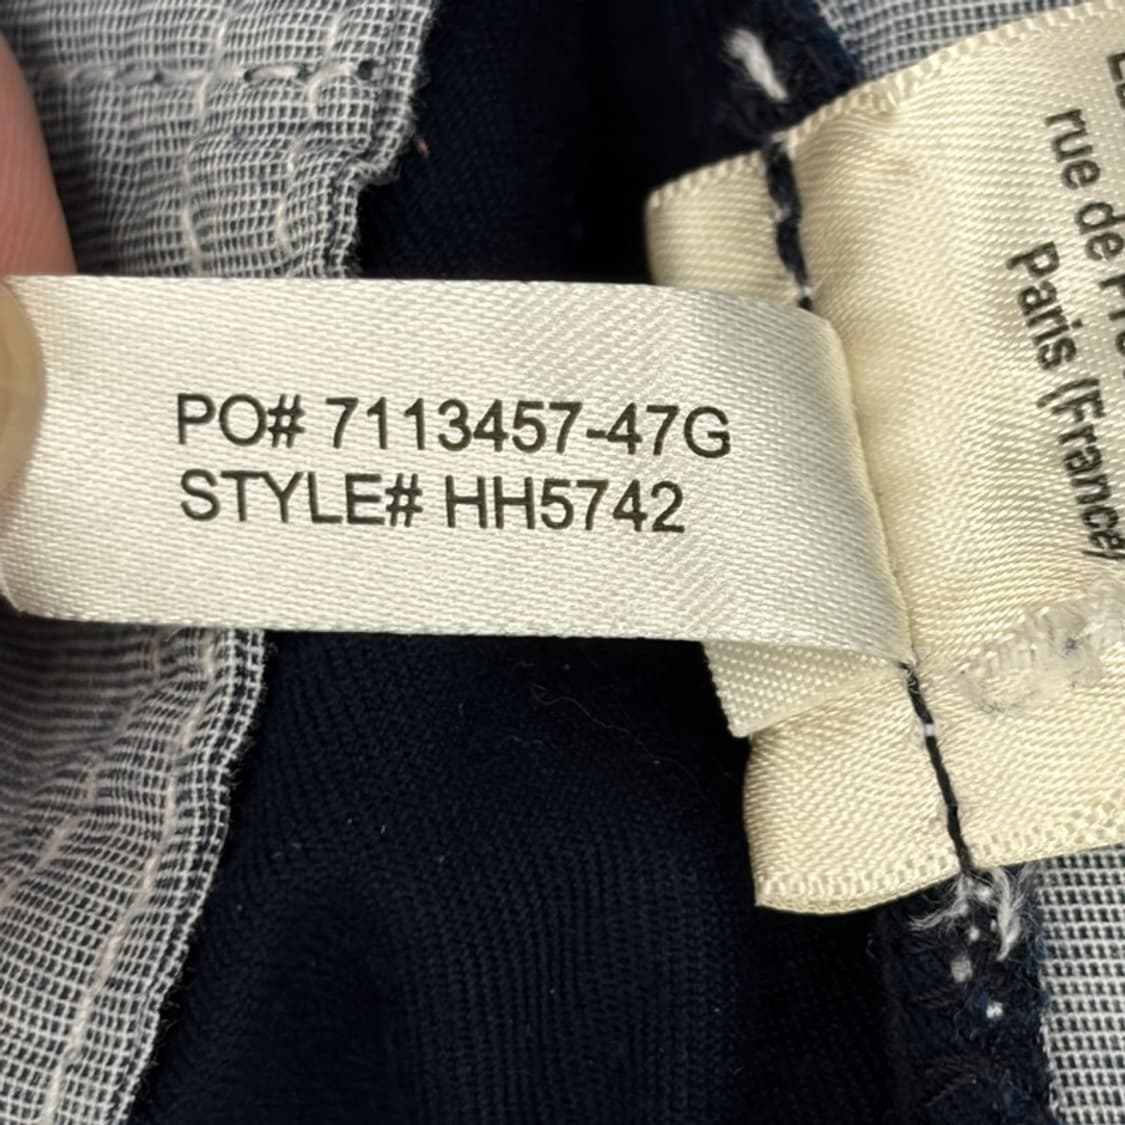 PO# 7113457-47G
STYLE# HH5742
rue de
Paris (France)